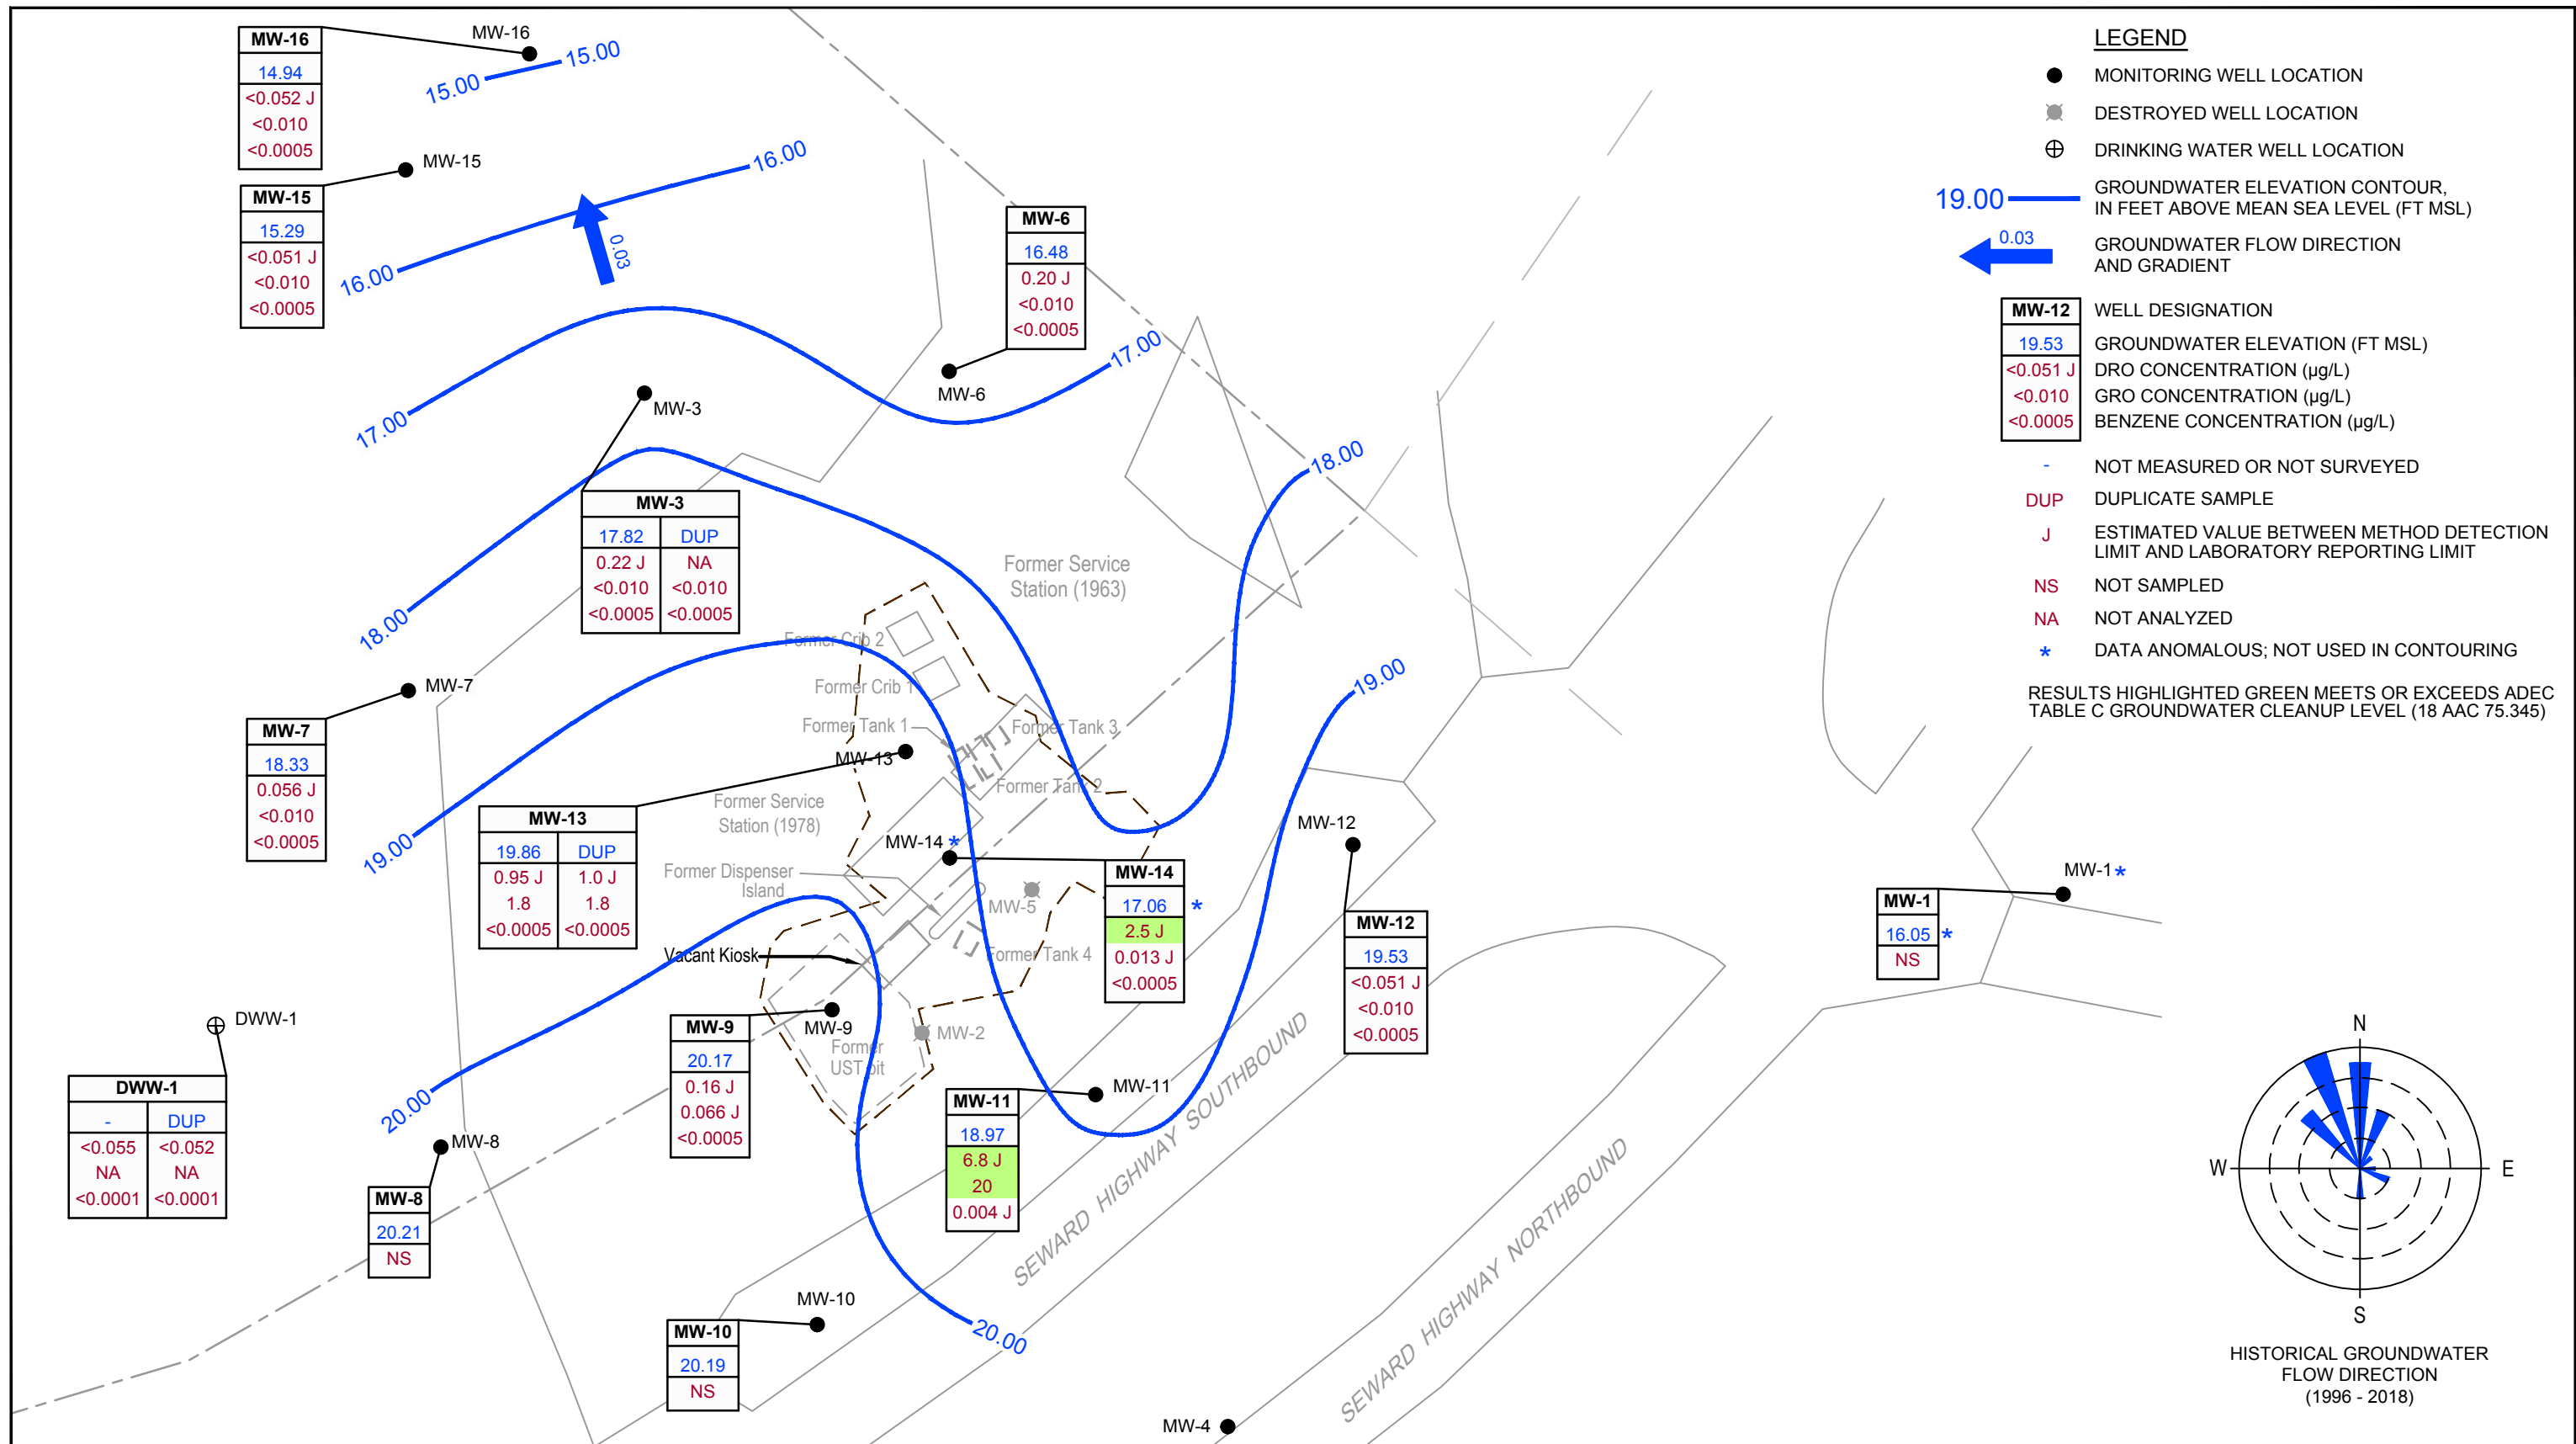 MW-16
14.94
<0.052 J
<0.010
<0.0005
MW-16
15.00
15.00
MW-15
MW-15
15.29
<0.051 J
<0.010
<0.0005
16.00
16.00
0.03
MW-6
16.48
0.20 J
<0.010
<0.0005
MW-6
17.00
17.00
MW-3
MW-3
17.82 DUP
0.22 J NA
<0.010 <0.010
<0.0005 <0.0005
18.00
18.00
Former Service
Station (1963)
Former Crib 2
Former Crib 1
Former Tank 1
Former Tank 3
Former Tank 2
MW-7
MW-7
18.33
0.056 J
<0.010
<0.0005
19.00
19.00
MW-13
MW-13
19.86 DUP
0.95 J 1.0 J
1.8 1.8
<0.0005 <0.0005
Former Service
Station (1978)
MW-14 *
MW-14
17.06 *
2.5 J
0.013 J
<0.0005
Former Dispenser
Island
MW-5
Former Tank 4
Vacant Kiosk
MW-12
MW-12
19.53
<0.051 J
<0.010
<0.0005
MW-1 *
MW-1
16.05 *
NS
DWW-1
DWW-1
- DUP
<0.055 <0.052
NA NA
<0.0001 <0.0001
20.00
20.00
MW-8
MW-8
20.21
NS
MW-9
MW-9
20.17
0.16 J
0.066 J
<0.0005
Former
UST pit
MW-2
MW-11
MW-11
18.97
6.8 J
20
0.004 J
MW-10
MW-10
20.19
NS
MW-4
SEWARD HIGHWAY SOUTHBOUND
SEWARD HIGHWAY NORTHBOUND
LEGEND
MONITORING WELL LOCATION
DESTROYED WELL LOCATION
DRINKING WATER WELL LOCATION
19.00
GROUNDWATER ELEVATION CONTOUR,
IN FEET ABOVE MEAN SEA LEVEL (FT MSL)
0.03
GROUNDWATER FLOW DIRECTION
AND GRADIENT
MW-12 WELL DESIGNATION
19.53 GROUNDWATER ELEVATION (FT MSL)
<0.051 J DRO CONCENTRATION (µg/L)
<0.010 GRO CONCENTRATION (µg/L)
<0.0005 BENZENE CONCENTRATION (µg/L)
- NOT MEASURED OR NOT SURVEYED
DUP DUPLICATE SAMPLE
J ESTIMATED VALUE BETWEEN METHOD DETECTION
LIMIT AND LABORATORY REPORTING LIMIT
NS NOT SAMPLED
NA NOT ANALYZED
* DATA ANOMALOUS; NOT USED IN CONTOURING
RESULTS HIGHLIGHTED GREEN MEETS OR EXCEEDS ADEC
TABLE C GROUNDWATER CLEANUP LEVEL (18 AAC 75.345)
N
W
E
S
HISTORICAL GROUNDWATER
FLOW DIRECTION
(1996 - 2018)